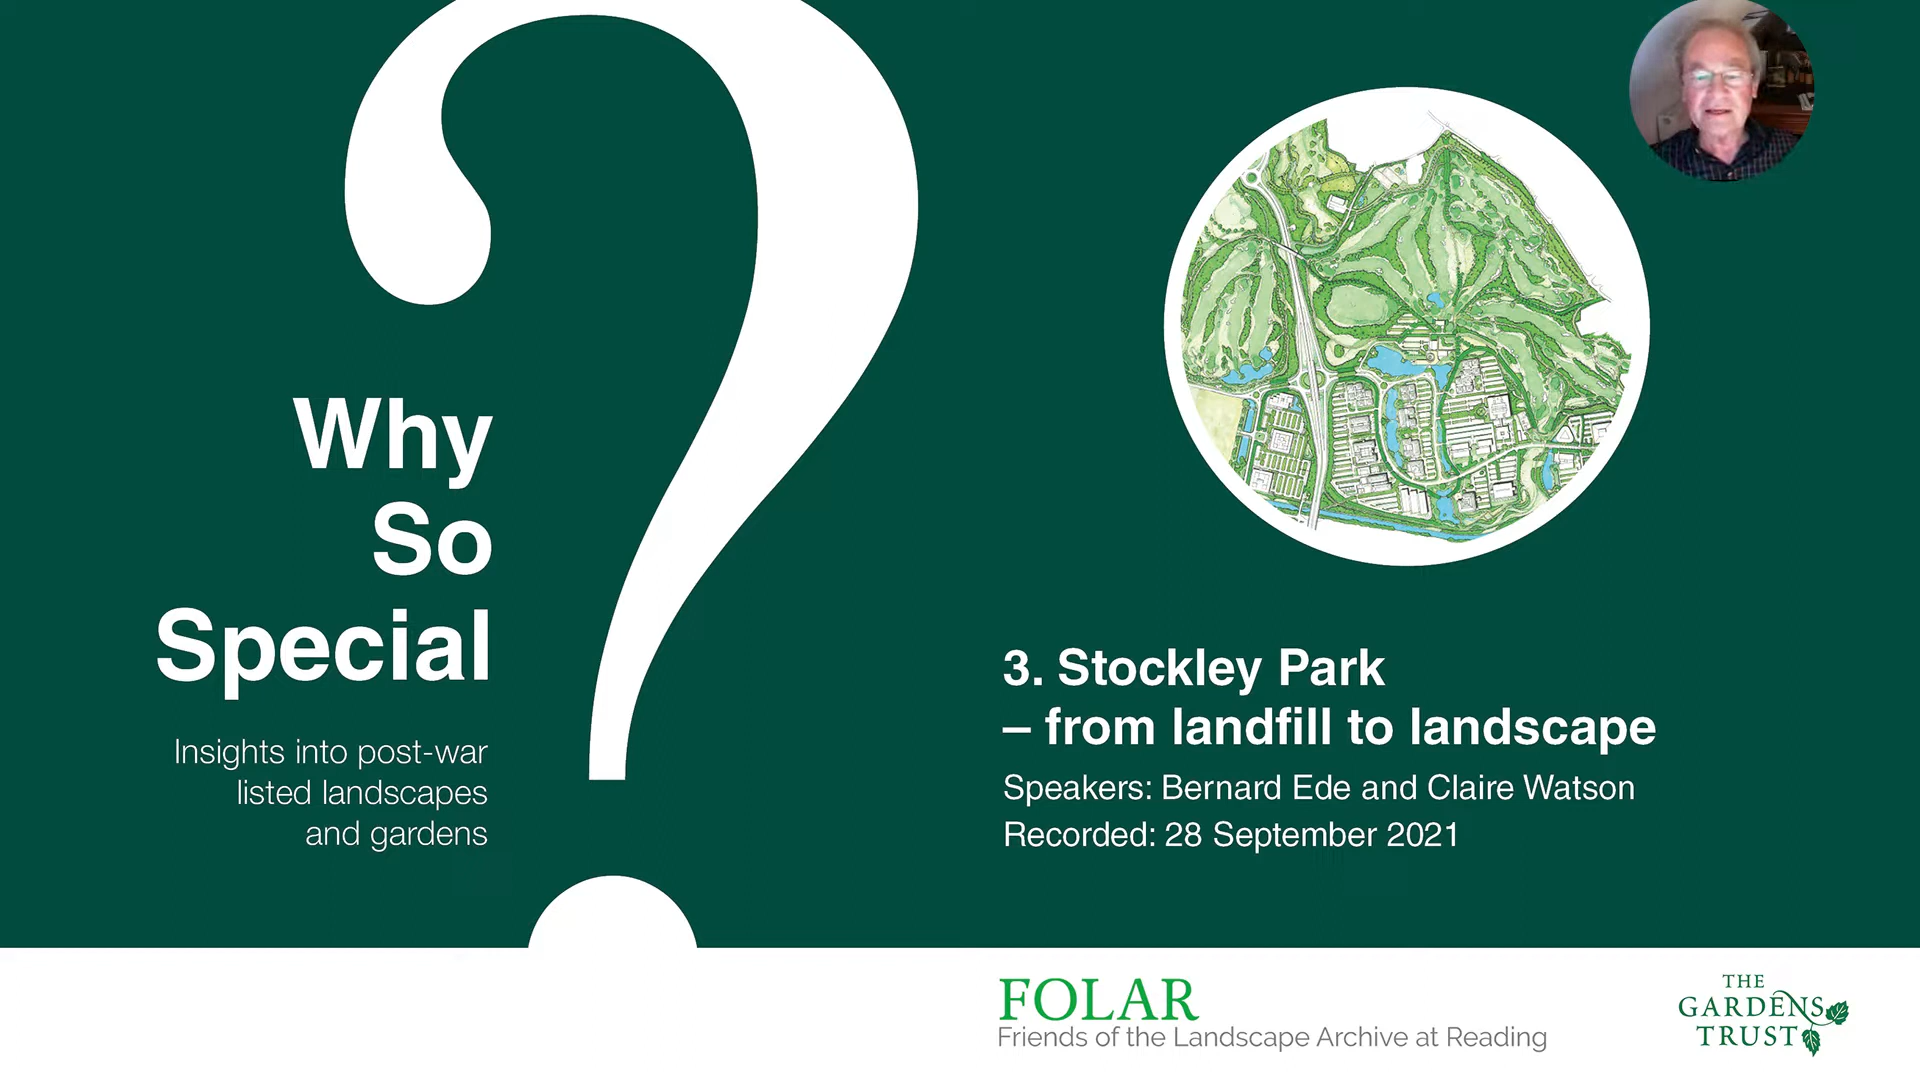 Why
So
Special
Insights into post-war
listed landscapes
and gardens
3. Stockley Park
– from landfill to landscape
Speakers: Bernard Ede and Claire Watson
Recorded: 28 September 2021
FOLAR
Friends of the Landscape Archive at Reading
THE
GARDENS
TRUST